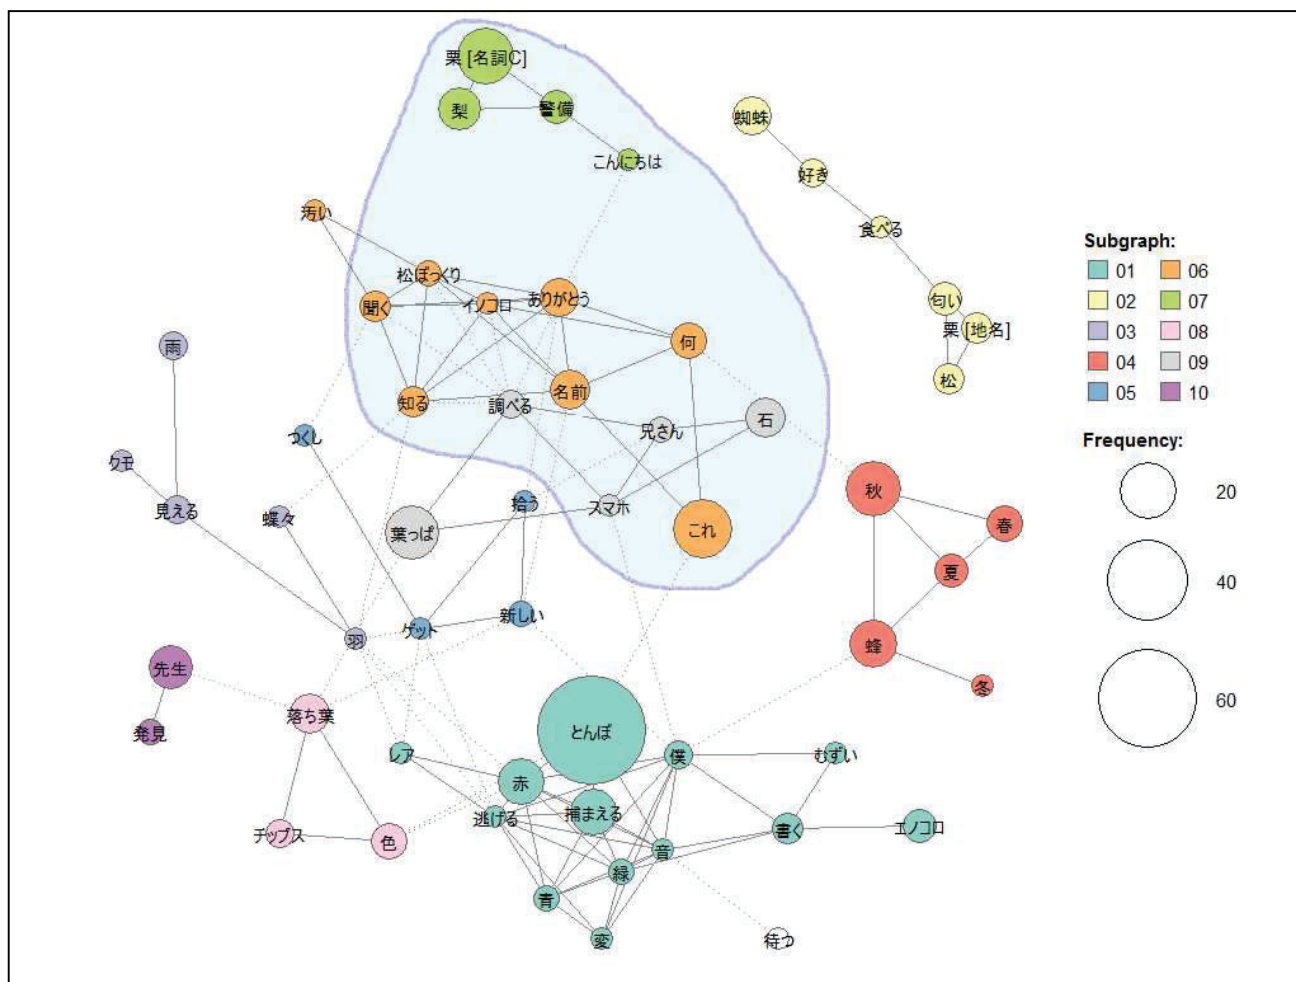 栗 [名詞C]
梨
警備
こんにちは
蜘蛛
好き
食べる
匂い
栗 [地名]
松
汚い
松ぼっくり
聞く
イノコロ
ありがとう
何
知る
調べる
名前
兄さん
石
雨
つくし
クモ
見える
蝶々
葉っぱ
拾う
スマホ
これ
秋
春
夏
蜂
冬
羽
ゲット
新しい
先生
発見
落ち葉
レア
とんぼ
僕
むずい
赤
逃げる
捕まえる
書く
エノコロ
チップス
色
音
緑
青
変
待つ
Subgraph:
01 06
02 07
03 08
04 09
05 10
Frequency:
20
40
60